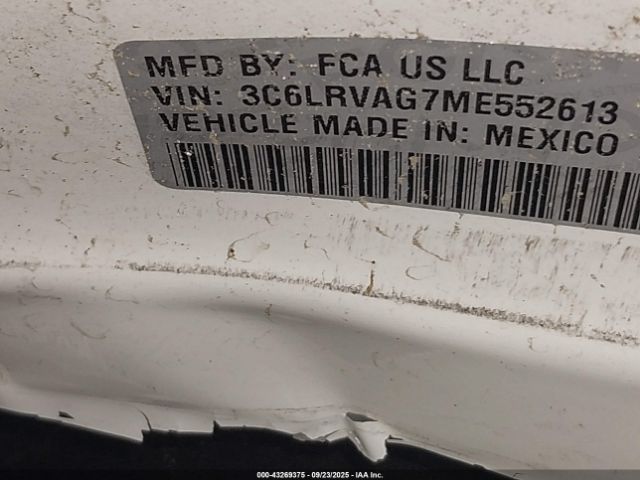 MFD BY: FCA US LLC
VIN: 3C6LRVAG7ME552613
VEHICLE MADE IN: MEXICO
000-43269375 - 09/23/2025 - IAA Inc.